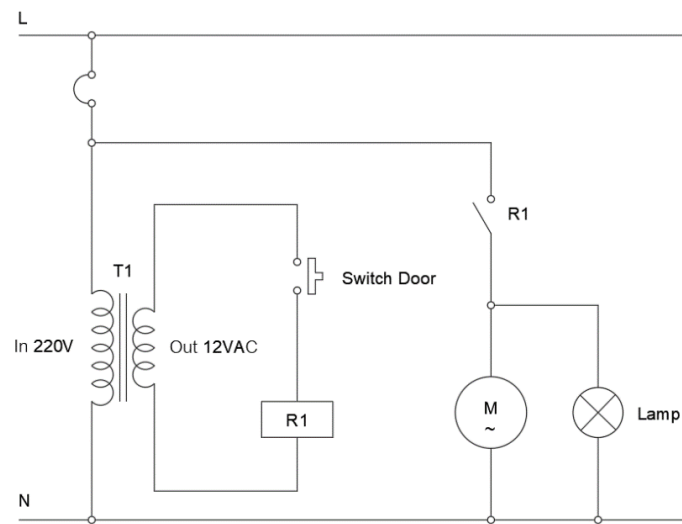 L
R1
T1
Switch Door
In 220V
Out 12VAC
R1
M
~
Lamp
N